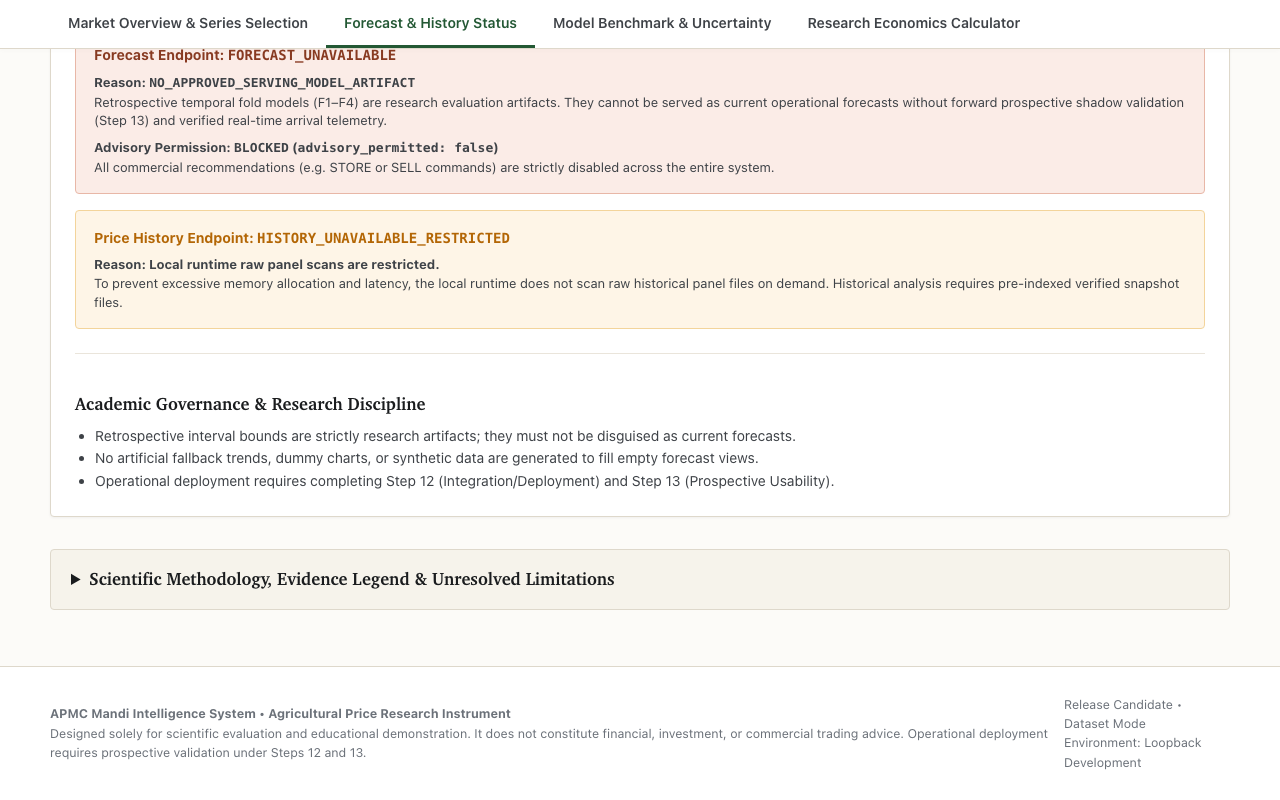 Market Overview & Series Selection
Forecast & History Status
Model Benchmark & Uncertainty
Research Economics Calculator
Forecast Endpoint: FORECAST_UNAVAILABLE
Reason: NO_APPROVED_SERVING_MODEL_ARTIFACT
Retrospective temporal fold models (F1–F4) are research evaluation artifacts. They cannot be served as current operational forecasts without forward prospective shadow validation
(Step 13) and verified real-time arrival telemetry.
Advisory Permission: BLOCKED (advisory_permitted: false)
All commercial recommendations (e.g. STORE or SELL commands) are strictly disabled across the entire system.
Price History Endpoint: HISTORY_UNAVAILABLE_RESTRICTED
Reason: Local runtime raw panel scans are restricted.
To prevent excessive memory allocation and latency, the local runtime does not scan raw historical panel files on demand. Historical analysis requires pre-indexed verified snapshot
files.
Academic Governance & Research Discipline
• Retrospective interval bounds are strictly research artifacts; they must not be disguised as current forecasts.
• No artificial fallback trends, dummy charts, or synthetic data are generated to fill empty forecast views.
• Operational deployment requires completing Step 12 (Integration/Deployment) and Step 13 (Prospective Usability).
▶ Scientific Methodology, Evidence Legend & Unresolved Limitations
APMC Mandi Intelligence System • Agricultural Price Research Instrument
Designed solely for scientific evaluation and educational demonstration. It does not constitute financial, investment, or commercial trading advice. Operational deployment
requires prospective validation under Steps 12 and 13.
Release Candidate •
Dataset Mode
Environment: Loopback
Development